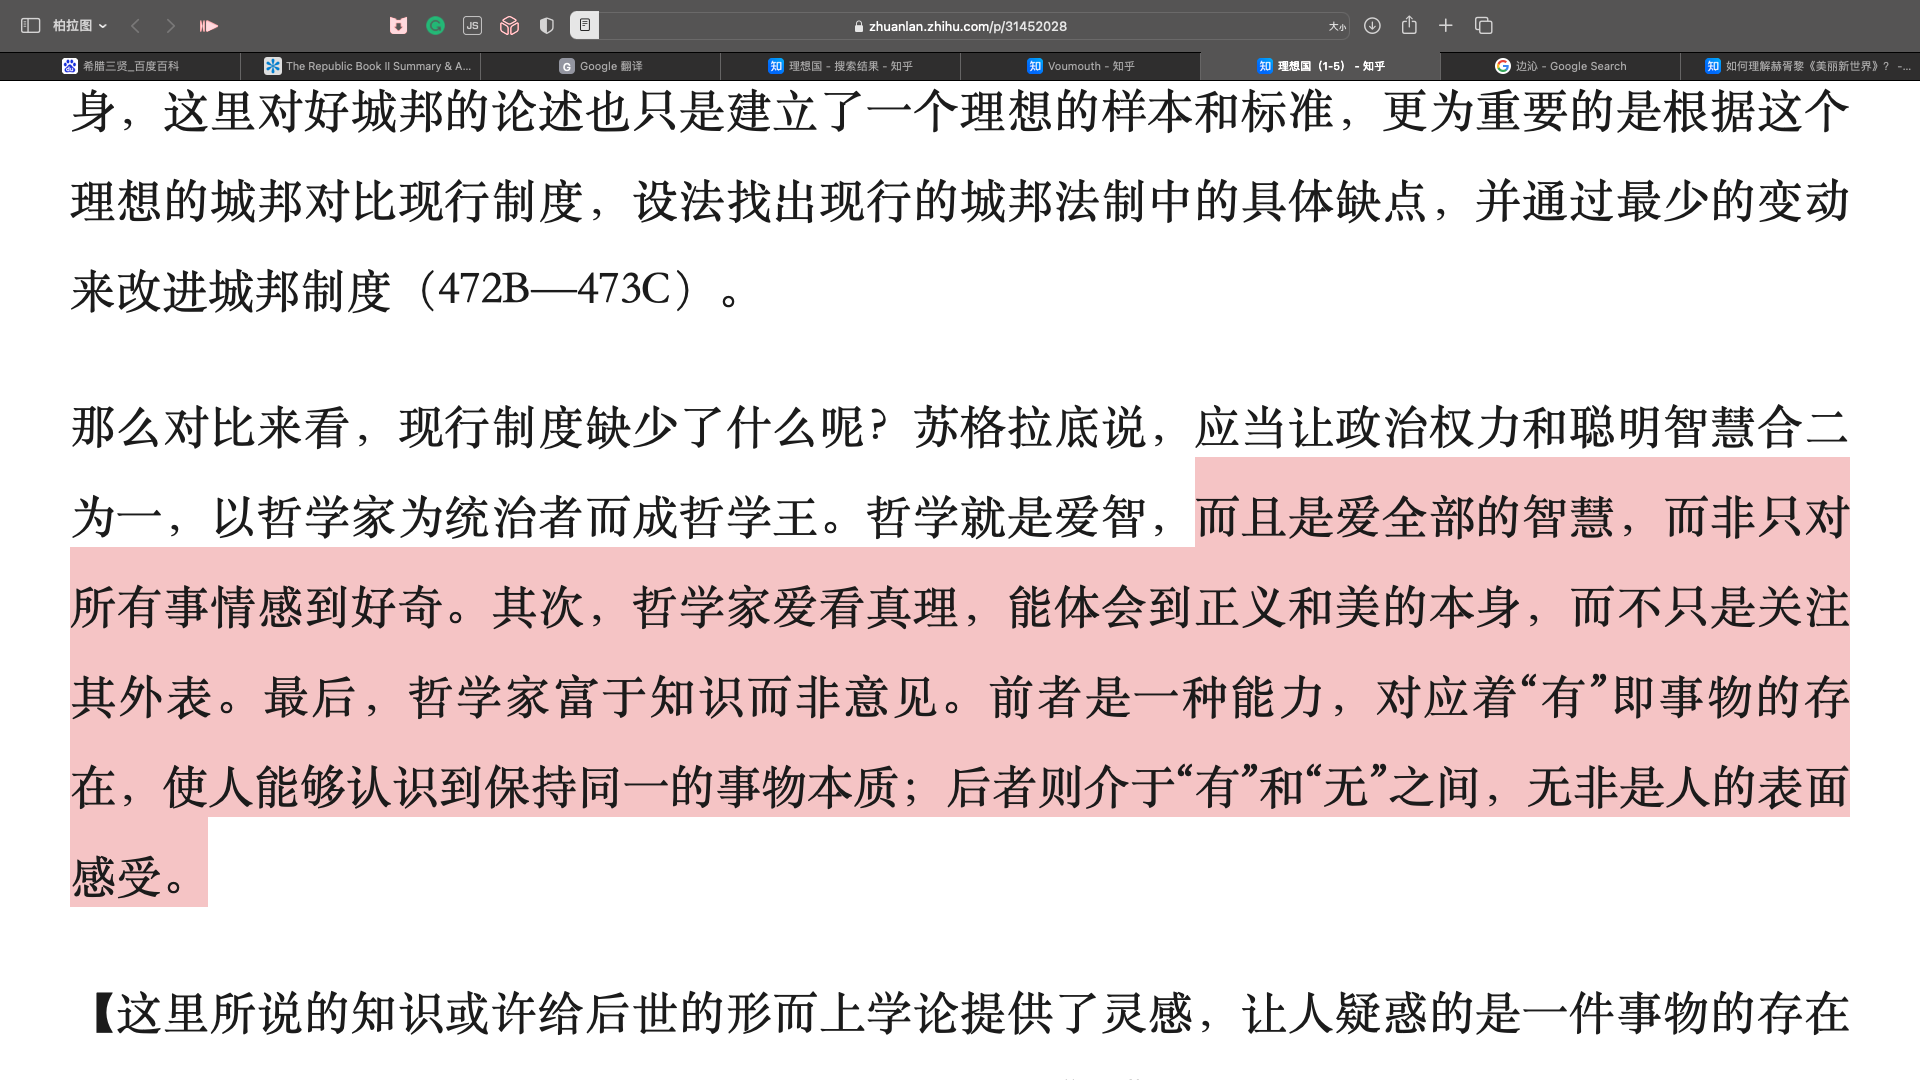 柏拉图
JS
zhuanlan.zhihu.com/p/31452028
大小
希腊三贤_百度百科
The Republic Book II Summary & A...
Google 翻译
知 理想国 - 搜索结果 - 知乎
知 Voumouth - 知乎
知 理想国（1-5） - 知乎
边沁 - Google Search
知 如何理解赫胥黎《美丽新世界》？ -...
身，这里对好城邦的论述也只是建立了一个理想的样本和标准，更为重要的是根据这个
理想的城邦对比现行制度，设法找出现行的城邦法制中的具体缺点，并通过最少的变动
来改进城邦制度（472B—473C）。
那么对比来看，现行制度缺少了什么呢？苏格拉底说，应当让政治权力和聪明智慧合二
为一，以哲学家为统治者而成哲学王。哲学就是爱智，而且是爱全部的智慧，而非只对
所有事情感到好奇。其次，哲学家爱看真理，能体会到正义和美的本身，而不只是关注
其外表。最后，哲学家富于知识而非意见。前者是一种能力，对应着“有”即事物的存
在，使人能够认识到保持同一的事物本质；后者则介于“有”和“无”之间，无非是人的表面
感受。
【这里所说的知识或许给后世的形而上学论提供了灵感，让人疑惑的是一件事物的存在